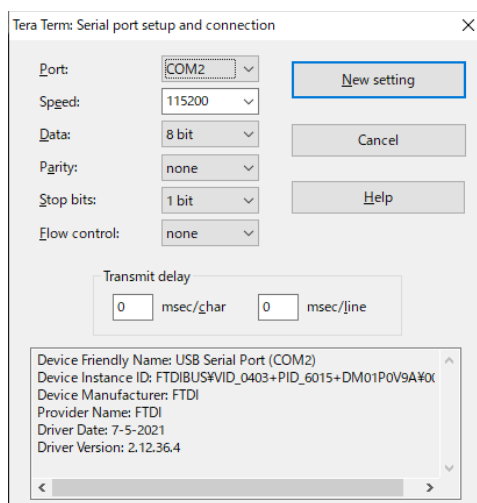 Tera Term: Serial port setup and connection
Port: COM2
New setting
Speed: 115200
Data: 8 bit
Cancel
Parity: none
Stop bits: 1 bit
Help
Flow control: none
Transmit delay
0 msec/char 0 msec/line
Device Friendly Name: USB Serial Port (COM2)
Device Instance ID: FTDIBUS¥VID_0403+PID_6015+DM01P0V9A¥0
Device Manufacturer: FTDI
Provider Name: FTDI
Driver Date: 7-5-2021
Driver Version: 2.12.36.4